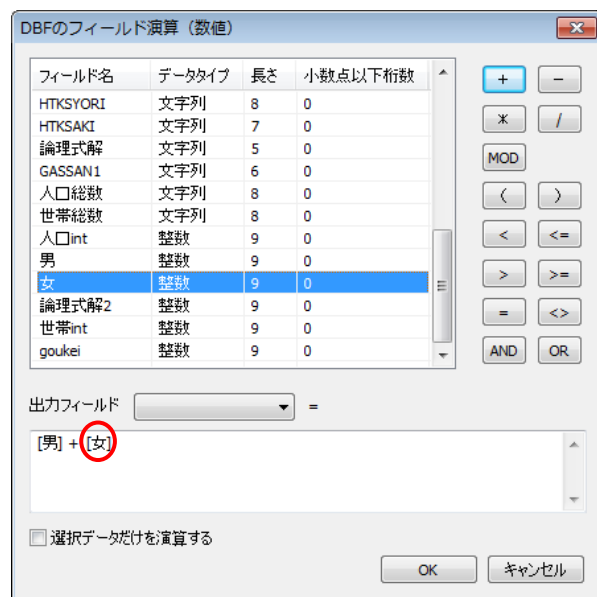 DBFのフィールド演算（数値）
フィールド名 データタイプ 長さ 小数点以下桁数
HTKSYORI 文字列 8 0
HTKSAKI 文字列 7 0
論理式解 文字列 5 0
GASSAN1 文字列 6 0
人口総数 文字列 8 0
世帯総数 文字列 8 0
人口int 整数 9 0
男 整数 9 0
女 整数 9 0
論理式解2 整数 9 0
世帯int 整数 9 0
goukei 整数 9 0
+ -
* /
MOD
( )
< <=
> >=
= <>
AND OR
出力フィールド =
[男] + [女]
選択データだけを演算する
OK キャンセル